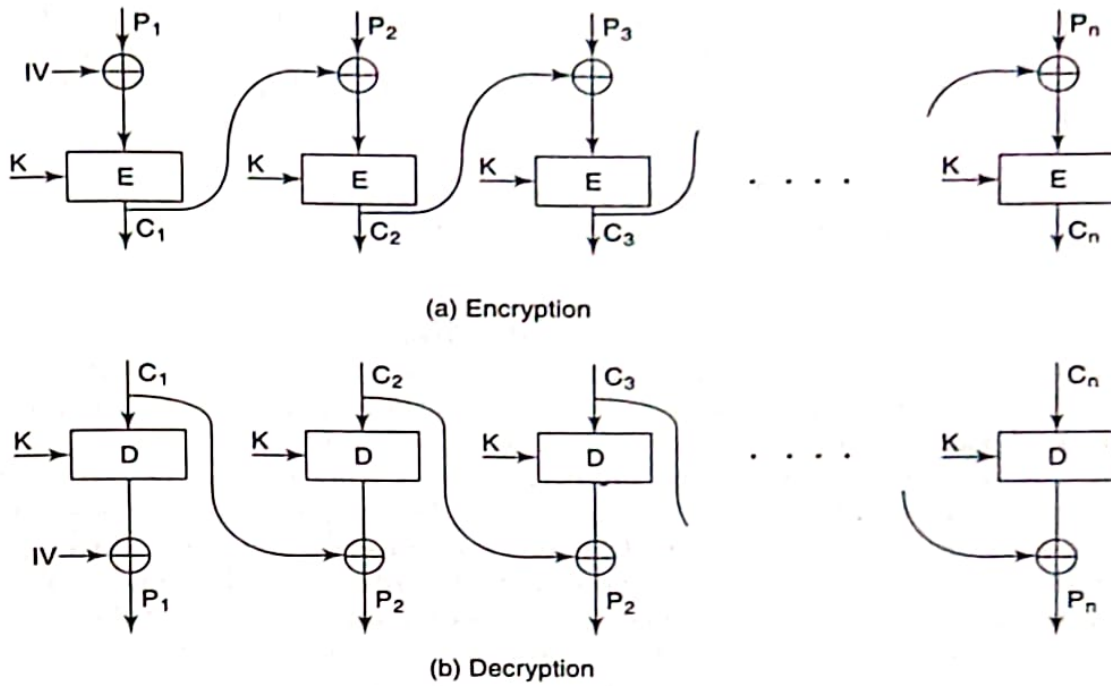 P₁ P₂ P₃ Pₙ
IV
K E K E K E . . . . K E
C₁ C₂ C₃ Cₙ
(a) Encryption
C₁ C₂ C₃ Cₙ
K D K D K D . . . . K D
IV
P₁ P₂ P₂ Pₙ
(b) Decryption